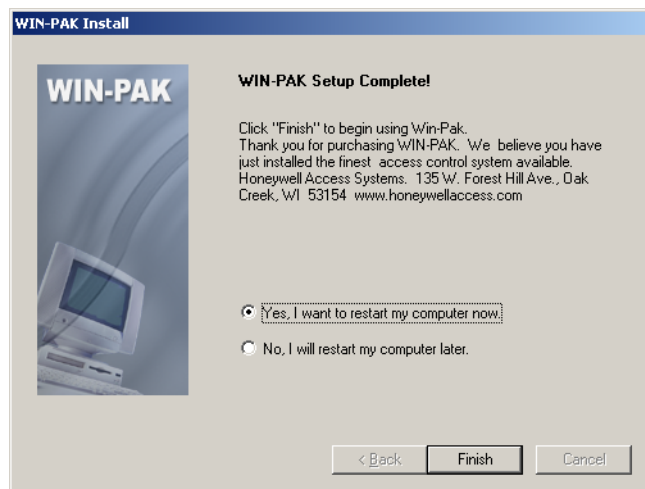 WIN-PAK Install
WIN-PAK
WIN-PAK Setup Complete!
Click "Finish" to begin using Win-Pak.
Thank you for purchasing WIN-PAK. We believe you have
just installed the finest access control system available.
Honeywell Access Systems. 135 W. Forest Hill Ave., Oak
Creek, WI 53154 www.honeywellaccess.com
Yes, I want to restart my computer now.
No, I will restart my computer later.
< Back Finish Cancel